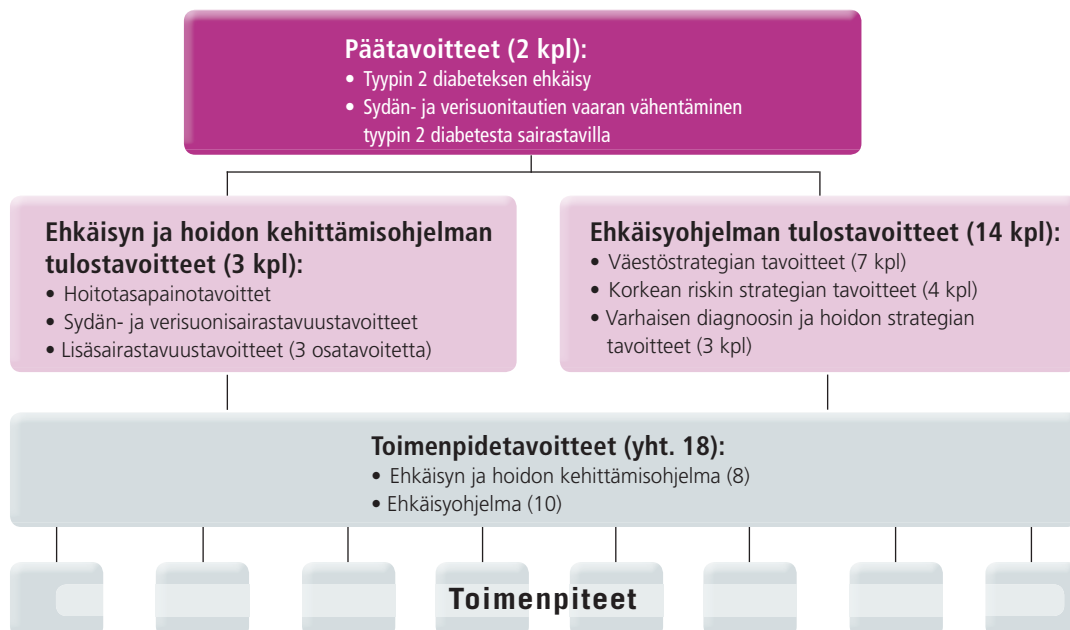 Päätavoitteet (2 kpl):
• Tyypin 2 diabeteksen ehkäisy
• Sydän- ja verisuonitautien vaaran vähentäminen
tyypin 2 diabetesta sairastavilla
Ehkäisyn ja hoidon kehittämisohjelman
tulostavoitteet (3 kpl):
• Hoitotasapainotavoittet
• Sydän- ja verisuonisairastavuustavoitteet
• Lisäsairastavuustavoitteet (3 osatavoitetta)
Ehkäisyohjelman tulostavoitteet (14 kpl):
• Väestöstrategian tavoitteet (7 kpl)
• Korkean riskin strategian tavoitteet (4 kpl)
• Varhaisen diagnoosin ja hoidon strategian
tavoitteet (3 kpl)
Toimenpidetavoitteet (yht. 18):
• Ehkäisyn ja hoidon kehittämisohjelma (8)
• Ehkäisyohjelma (10)
Toimenpiteet